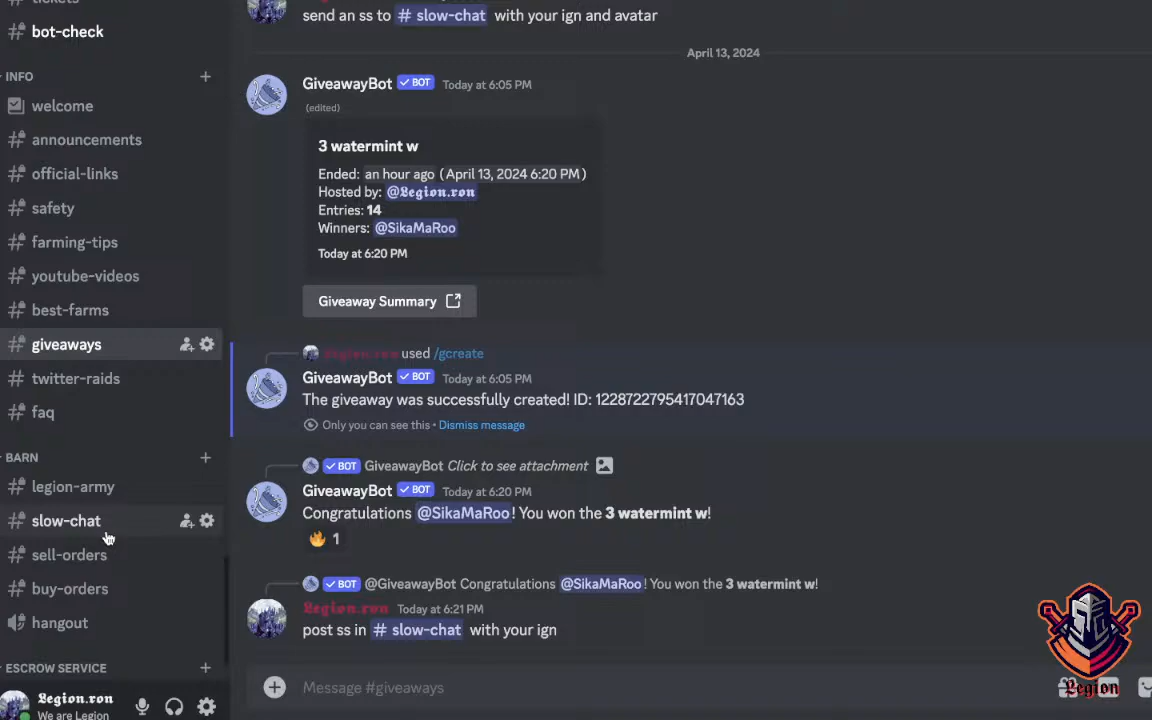 tickets
bot-check
INFO
welcome
announcements
official-links
safety
farming-tips
youtube-videos
best-farms
giveaways
twitter-raids
faq
BARN
legion-army
slow-chat
sell-orders
buy-orders
hangout
ESCROW SERVICE
Legion.ron
We are Legion
send an ss to # slow-chat with your ign and avatar
April 13, 2024
GiveawayBot ✓ BOT Today at 6:05 PM
(edited)
3 watermint w
Ended: an hour ago (April 13, 2024 6:20 PM)
Hosted by: @Legion.ron
Entries: 14
Winners: @SikaMaRoo
Today at 6:20 PM
Giveaway Summary
Legion.ron used /gcreate
GiveawayBot ✓ BOT Today at 6:05 PM
The giveaway was successfully created! ID: 1228722795417047163
Only you can see this • Dismiss message
✓ BOT GiveawayBot Click to see attachment
GiveawayBot ✓ BOT Today at 6:20 PM
Congratulations @SikaMaRoo! You won the 3 watermint w!
🔥 1
✓ BOT @GiveawayBot Congratulations @SikaMaRoo! You won the 3 watermint w!
Legion.ron Today at 6:21 PM
post ss in # slow-chat with your ign
Message #giveaways
Legion